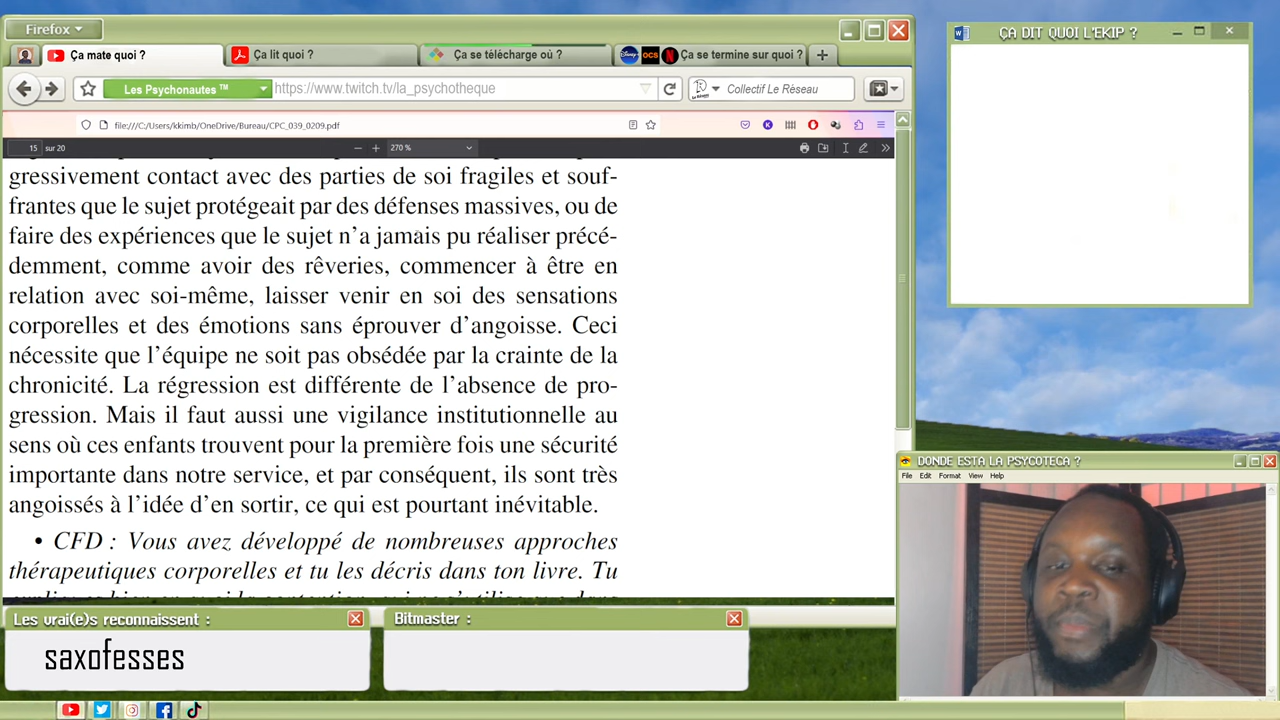 Firefox
ÇA DIT QUOI L'EKIP ?
Ça mate quoi ?
Ça lit quoi ?
Ça se télécharge où ?
Ça se termine sur quoi ?
Les Psychonautes™
https://www.twitch.tv/la_psychotheque
Collectif Le Réseau
file:///C:/Users/kkimb/OneDrive/Bureau/CPC_039_0209.pdf
15 sur 20
270 %
gressivement contact avec des parties de soi fragiles et souf-
frantes que le sujet protégeait par des défenses massives, ou de
faire des expériences que le sujet n'a jamais pu réaliser précé-
demment, comme avoir des rêveries, commencer à être en
relation avec soi-même, laisser venir en soi des sensations
corporelles et des émotions sans éprouver d'angoisse. Ceci
nécessite que l'équipe ne soit pas obsédée par la crainte de la
chronicité. La régression est différente de l'absence de pro-
gression. Mais il faut aussi une vigilance institutionnelle au
sens où ces enfants trouvent pour la première fois une sécurité
importante dans notre service, et par conséquent, ils sont très
angoissés à l'idée d'en sortir, ce qui est pourtant inévitable.
• CFD : Vous avez développé de nombreuses approches
thérapeutiques corporelles et tu les décris dans ton livre. Tu
DONDE ESTA LA PSYCOTECA ?
File Edit Format View Help
Les vrai(e)s reconnaissent :
saxofesses
Bitmaster :